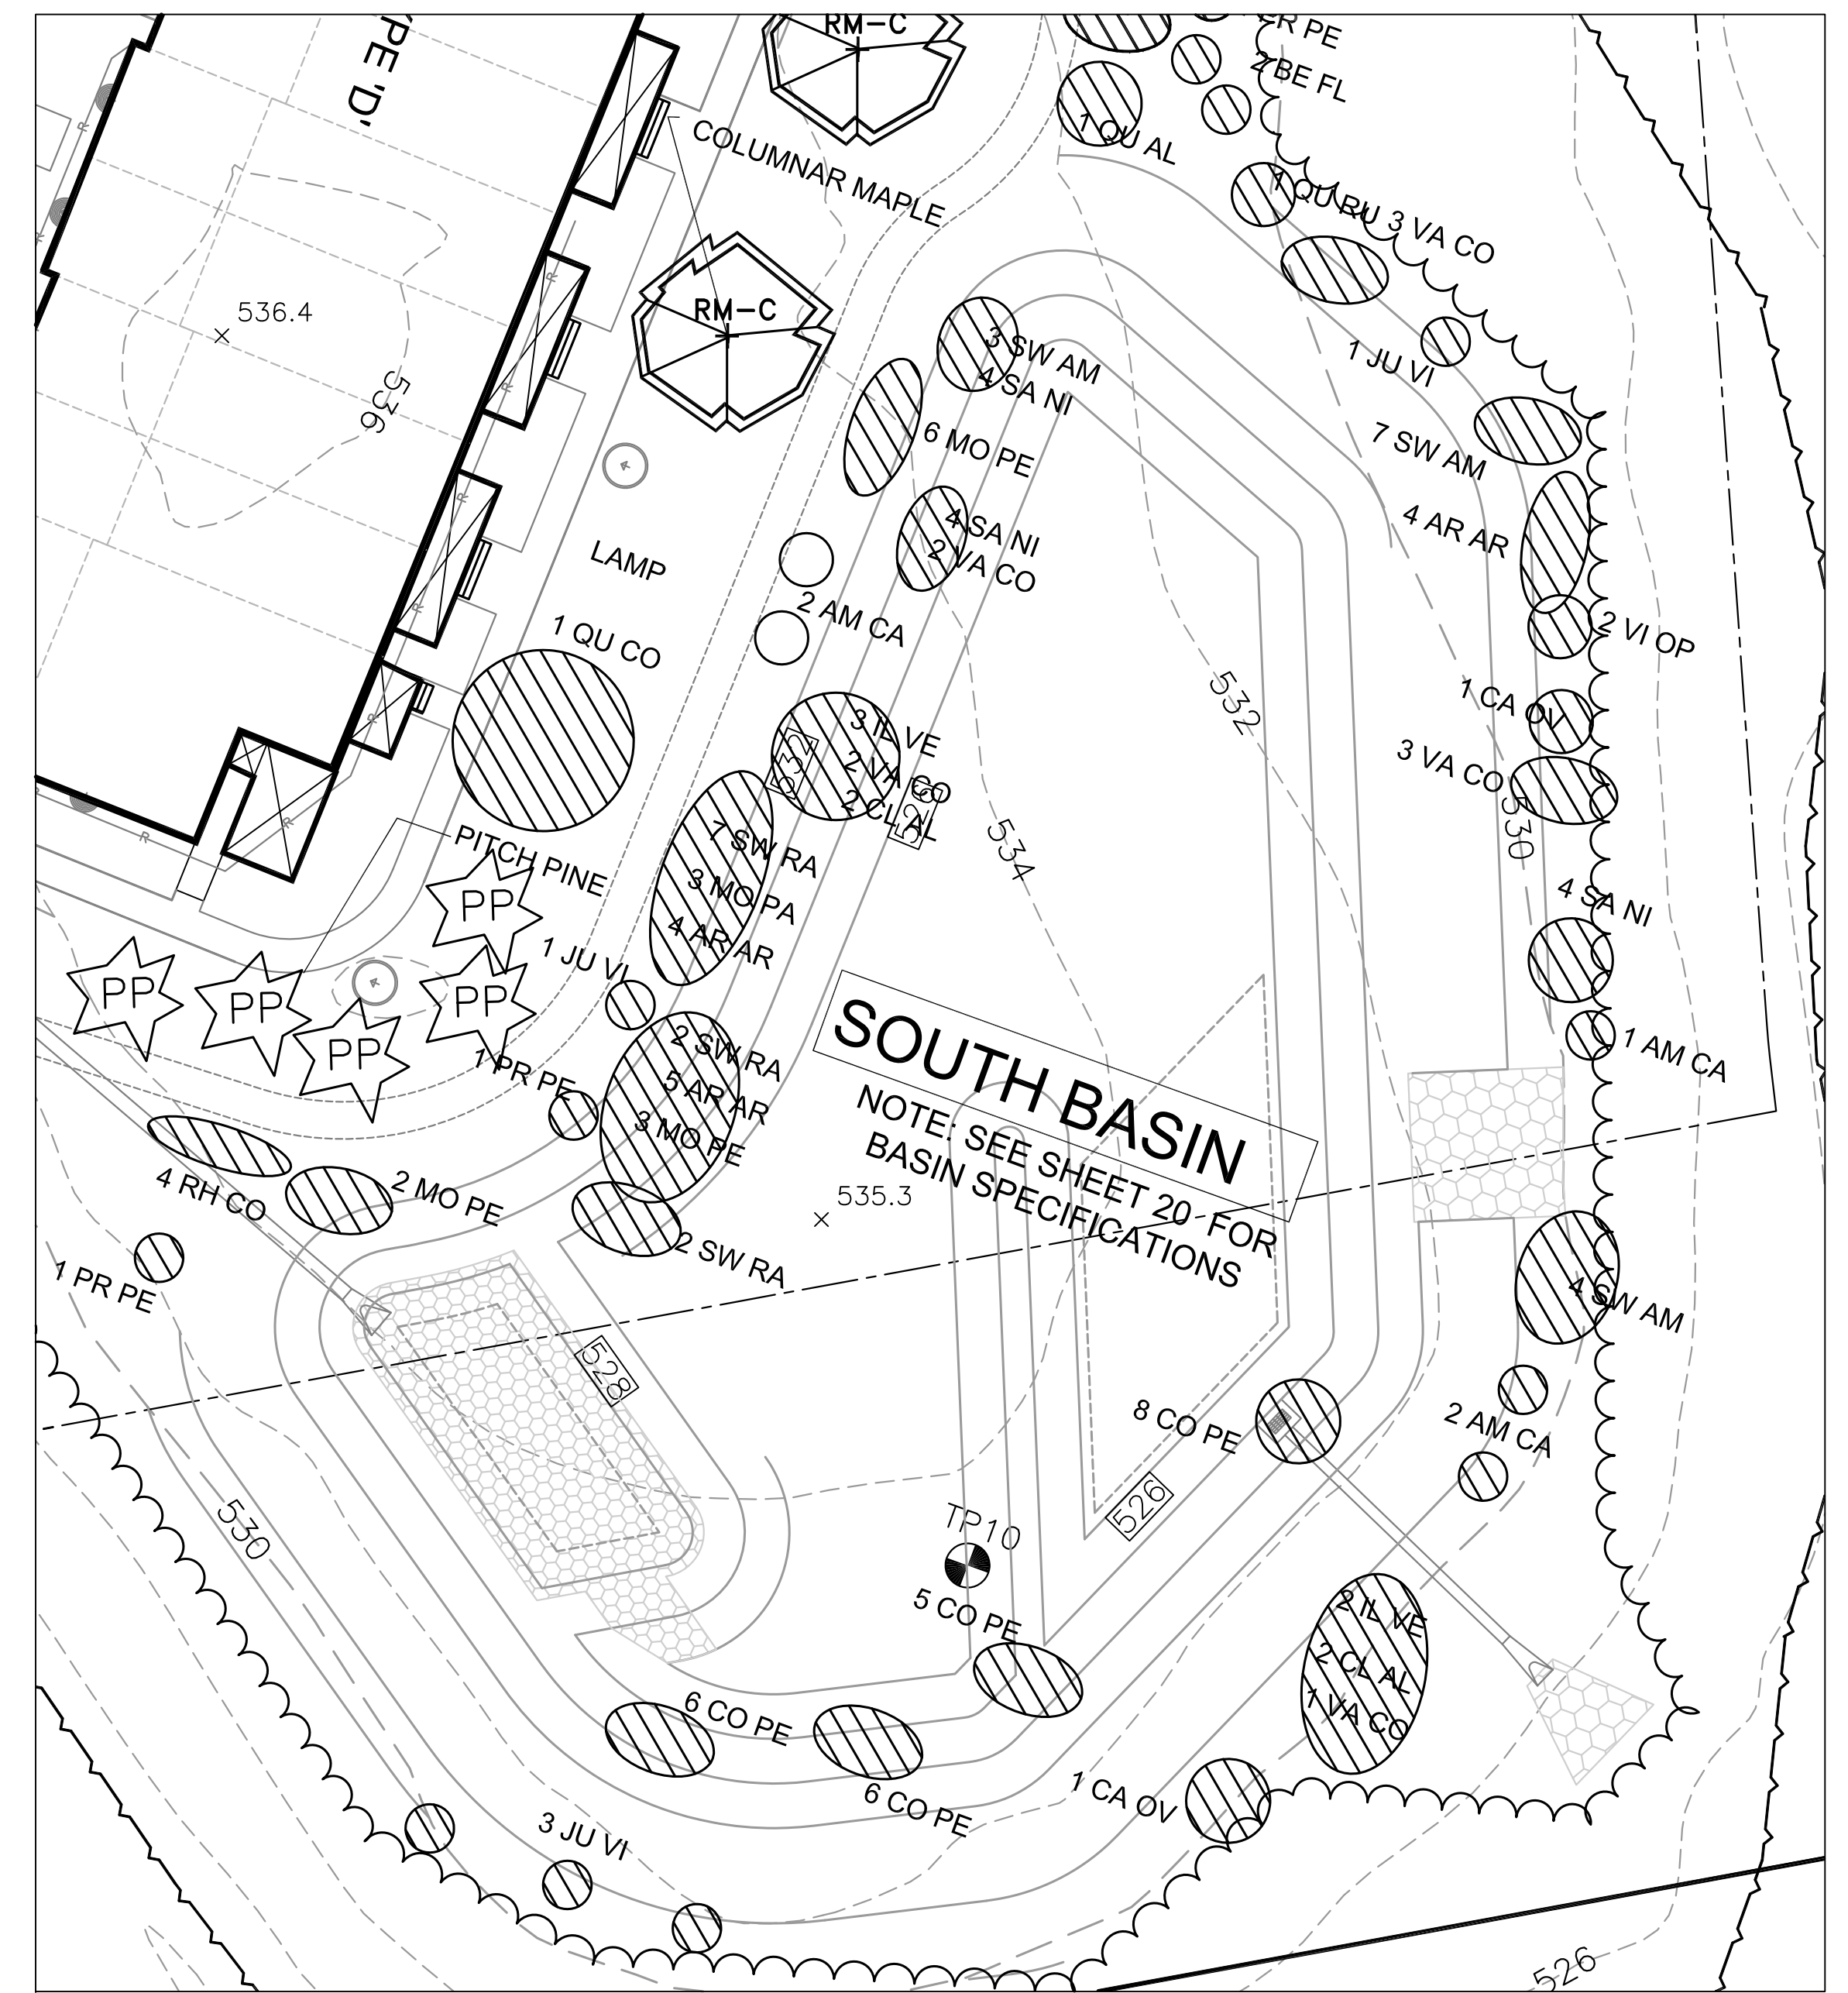 PE 'D'
RM-C
PR PE
2 BE FL
1 QU AL
COLUMNAR MAPLE
1 QU RU 3 VA CO
536.4
536
RM-C
3 SW AM
4 SA NI
1 JU VI
6 MO PE
7 SW AM
4 AR AR
4 SA NI
2 VA CO
LAMP
2 AM CA
1 QU CO
2 VI OP
532
1 CA OV
3 IL VE
2 VA CO
2 CL AL
532
528
3 VA CO
530
534
7 SW RA
3 MO PA
4 AR AR
PITCH PINE
PP
4 SA NI
1 JU VI
PP
PP
PP
PP
SOUTH BASIN
NOTE: SEE SHEET 20 FOR
BASIN SPECIFICATIONS
1 AM CA
1 PR PE
2 SW RA
5 AR AR
3 MO PE
4 RH CO
2 MO PE
535.3
2 SW RA
1 PR PE
4 SW AM
528
8 CO PE
2 AM CA
530
526
TP10
5 CO PE
2 IL VE
2 CL AL
1 VA CO
6 CO PE
6 CO PE
1 CA OV
3 JU VI
526
R
R
R
R
R
R
R
R
R
R